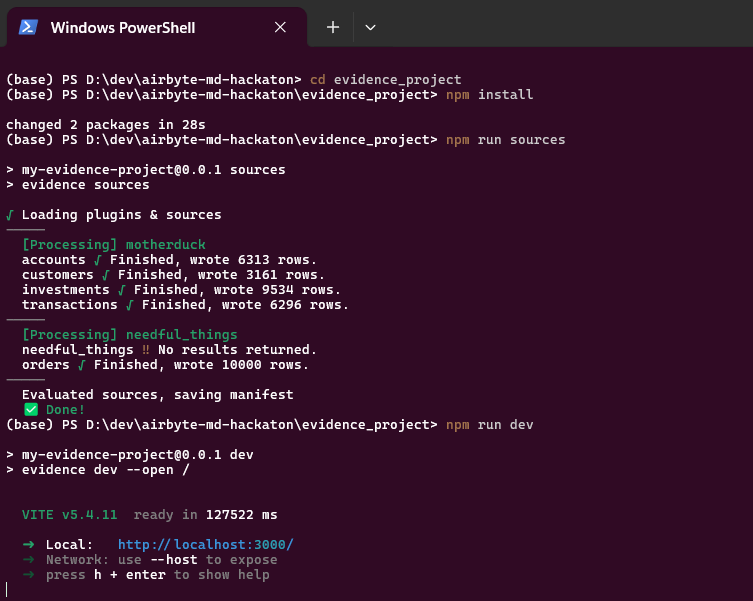 Windows PowerShell
(base) PS D:\dev\airbyte-md-hackaton> cd evidence_project
(base) PS D:\dev\airbyte-md-hackaton\evidence_project> npm install
changed 2 packages in 28s
(base) PS D:\dev\airbyte-md-hackaton\evidence_project> npm run sources
> my-evidence-project@0.0.1 sources
> evidence sources
√ Loading plugins & sources
-----
[Processing] motherduck
accounts √ Finished, wrote 6313 rows.
customers √ Finished, wrote 3161 rows.
investments √ Finished, wrote 9534 rows.
transactions √ Finished, wrote 6296 rows.
-----
[Processing] needful_things
needful_things ‼ No results returned.
orders √ Finished, wrote 10000 rows.
-----
Evaluated sources, saving manifest
✅ Done!
(base) PS D:\dev\airbyte-md-hackaton\evidence_project> npm run dev
> my-evidence-project@0.0.1 dev
> evidence dev --open /
VITE v5.4.11 ready in 127522 ms
➜ Local: http://localhost:3000/
➜ Network: use --host to expose
➜ press h + enter to show help